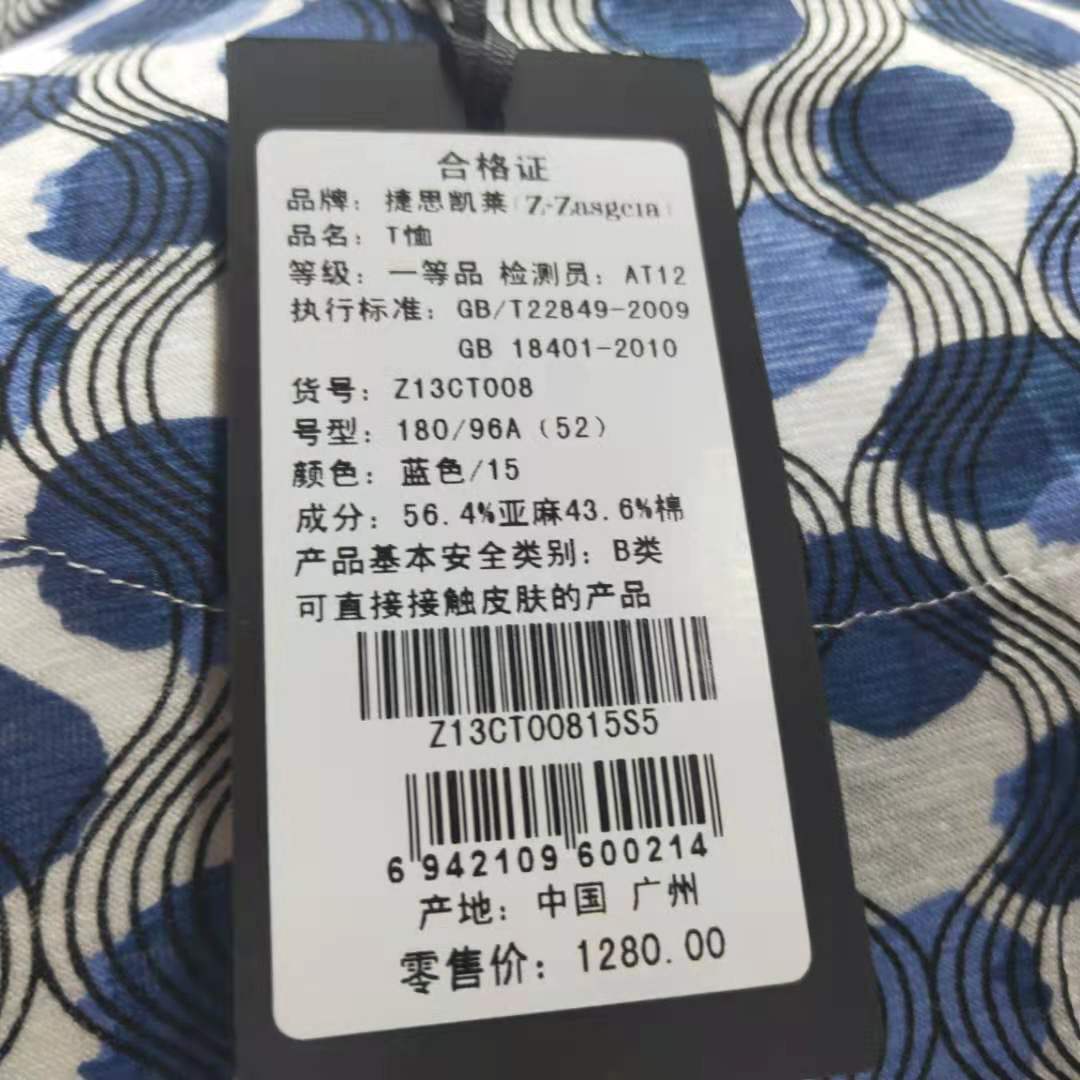 合格证
品牌：捷思凯莱（Z-Zasgcia）
品名：T恤
等级：一等品 检测员：AT12
执行标准：GB/T22849-2009
GB 18401-2010
货号：Z13CT008
号型：180/96A（52）
颜色：蓝色/15
成分：56.4%亚麻43.6%棉
产品基本安全类别：B类
可直接接触皮肤的产品
Z13CT00815S5
6 942109 600214
产地：中国 广州
零售价：1280.00